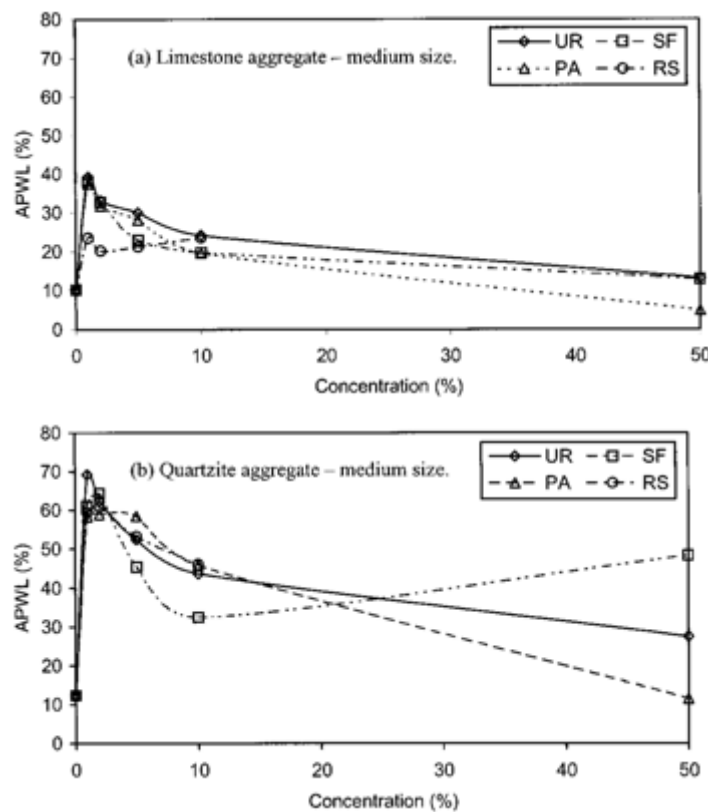 80
70
60
50
40
30
20
10
0
APWL (%)
(a) Limestone aggregate – medium size.
UR SF
PA RS
0 10 20 30 40 50
Concentration (%)
80
70
60
50
40
30
20
10
0
APWL (%)
(b) Quartzite aggregate – medium size.
UR SF
PA RS
0 10 20 30 40 50
Concentration (%)